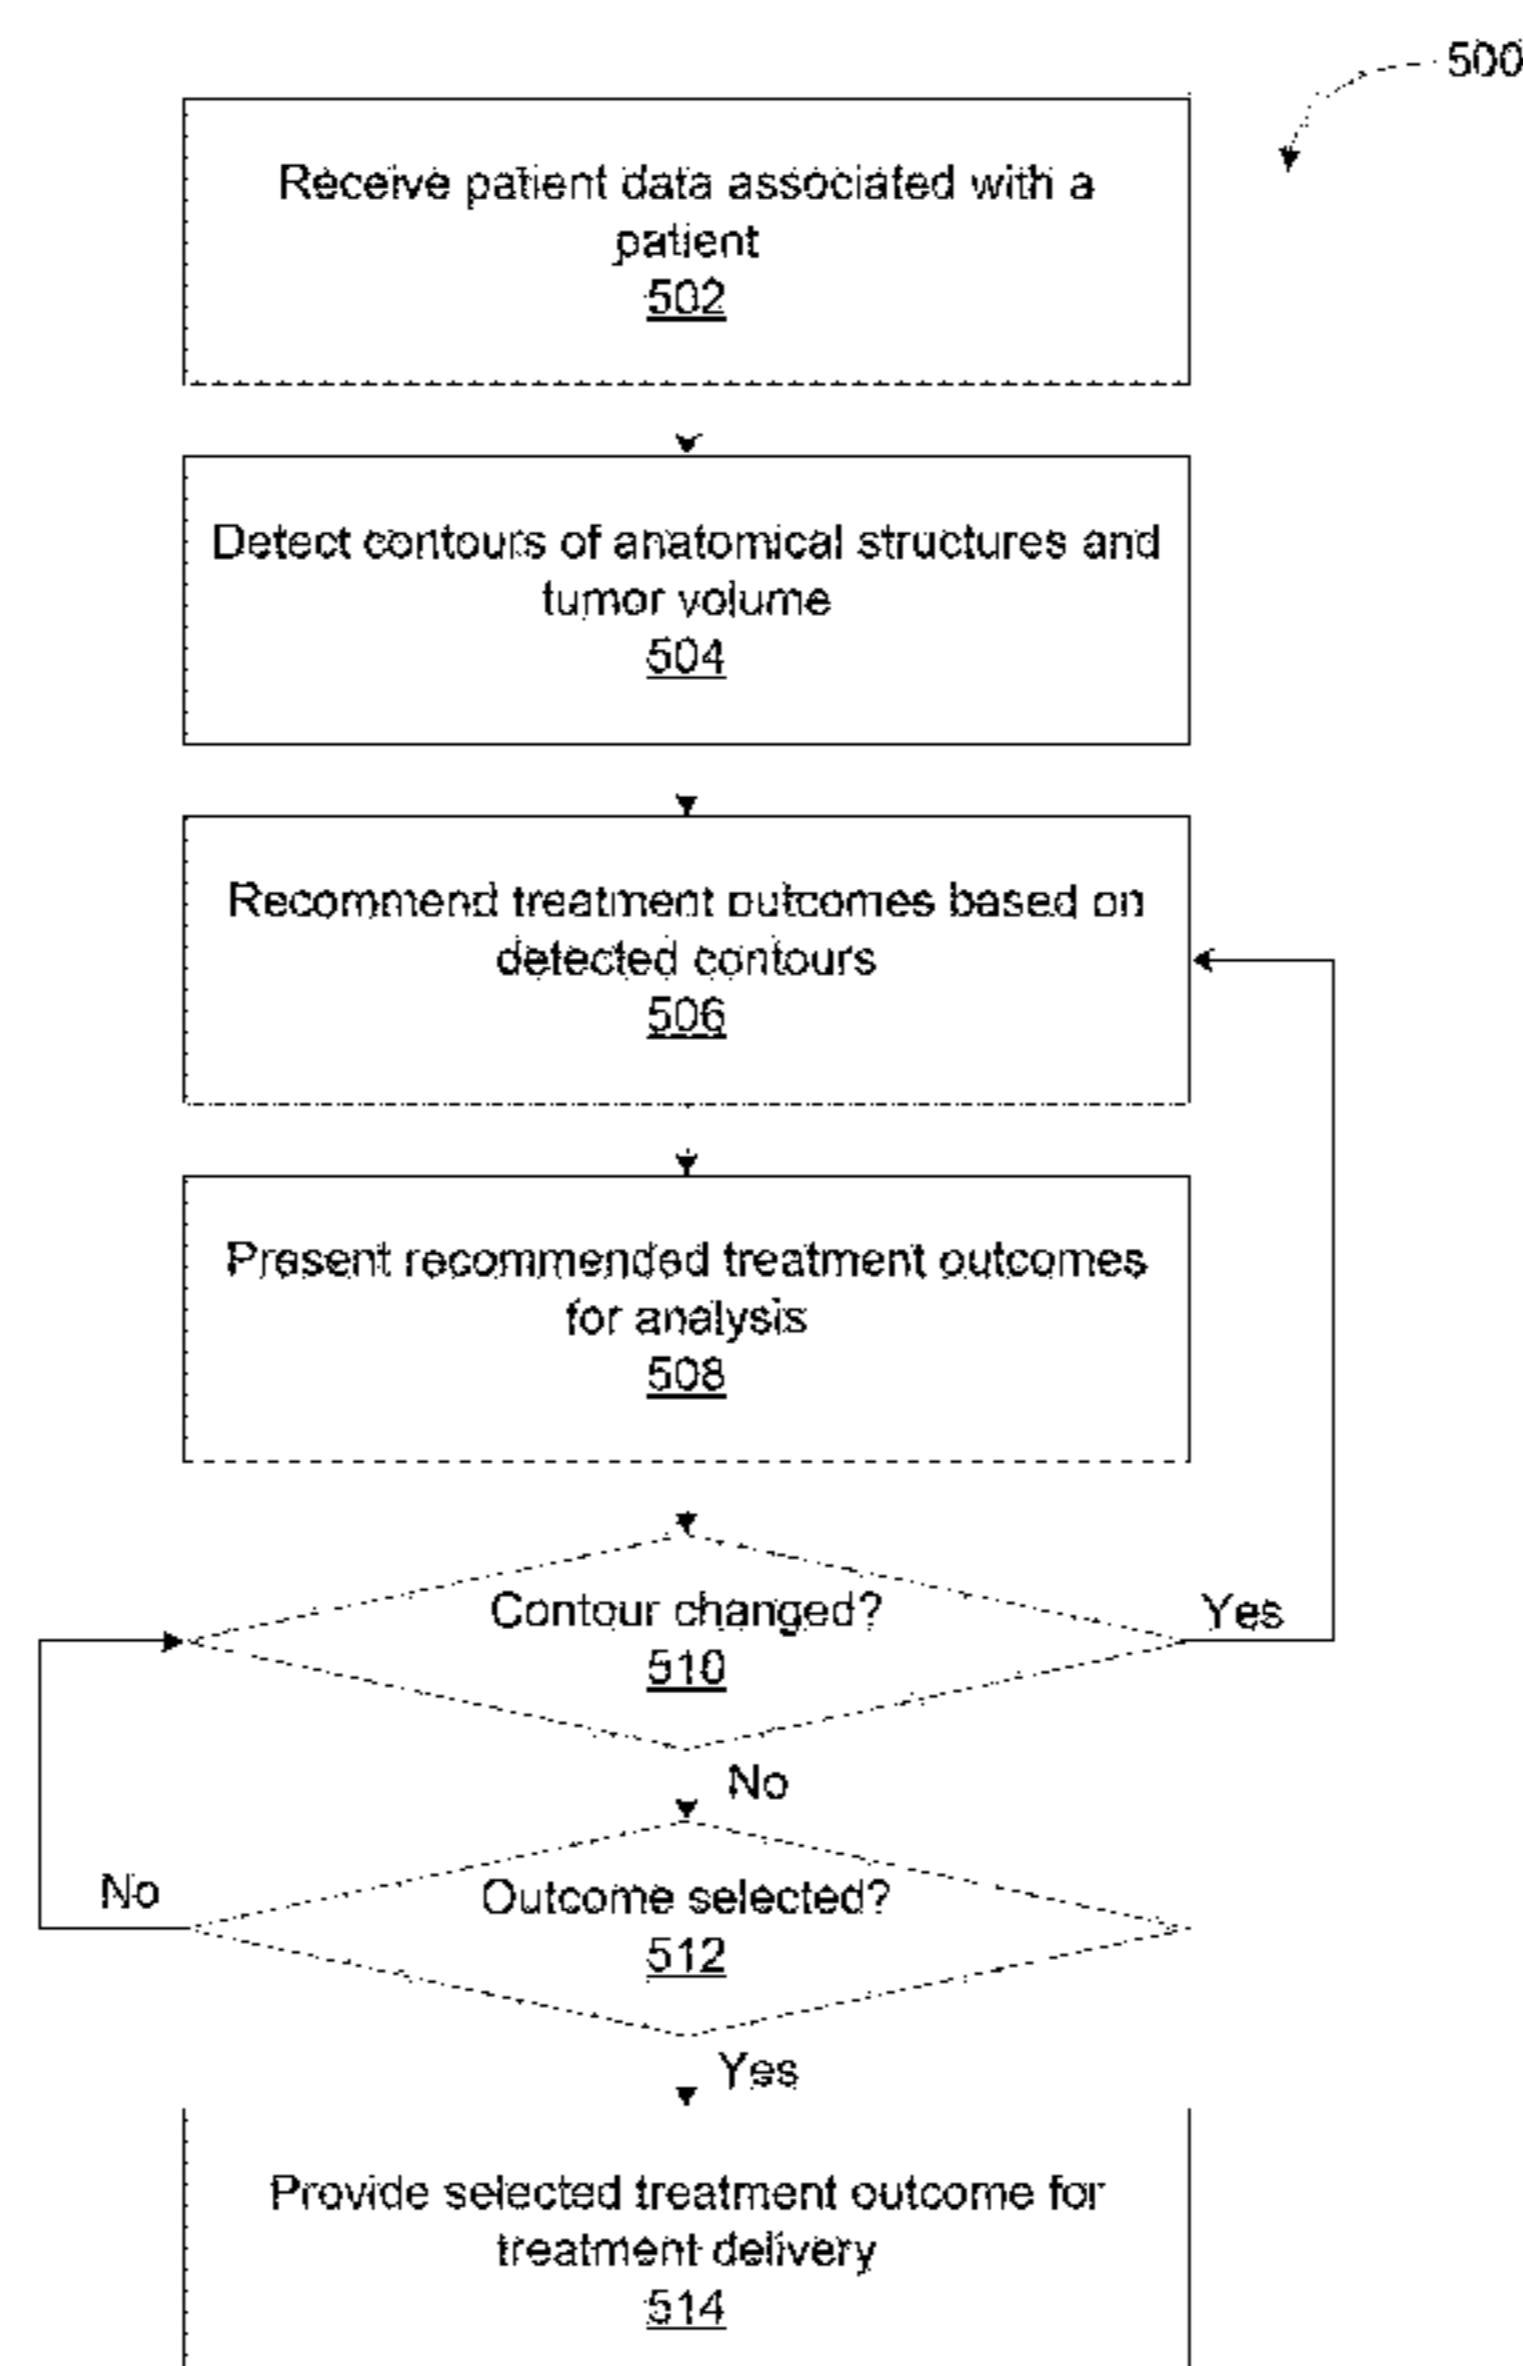 500
Receive patient data associated with a
patient
502
Detect contours of anatomical structures and
tumor volume
504
Recommend treatment outcomes based on
detected contours
506
Present recommended treatment outcomes
for analysis
508
Contour changed?
510
Yes
No
Outcome selected?
512
No
Yes
Provide selected treatment outcome for
treatment delivery
514